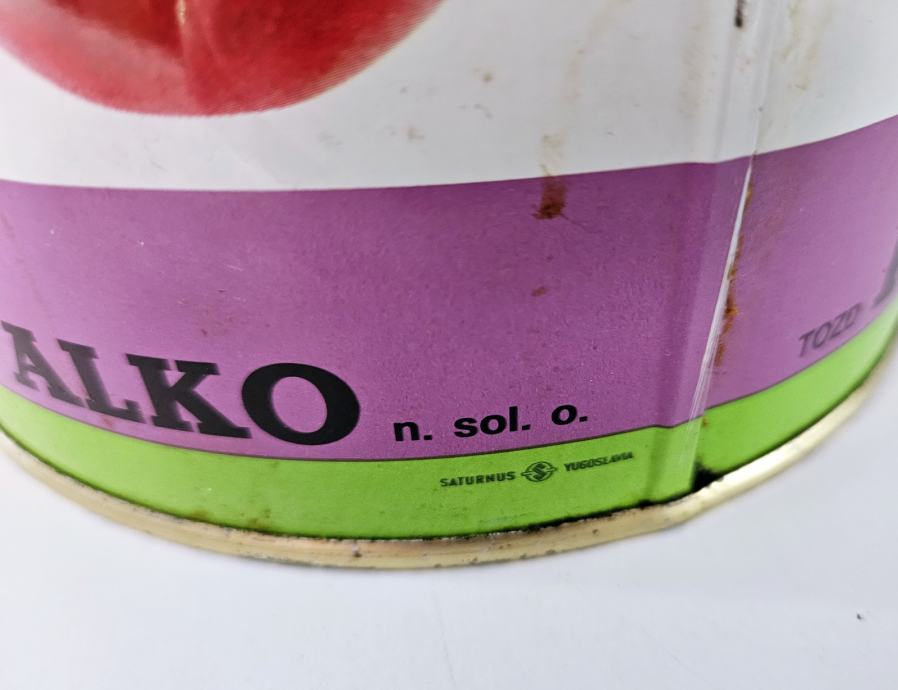 ALKO n. sol. o.
TOZD
SATURNUS S YUGOSLAVIA